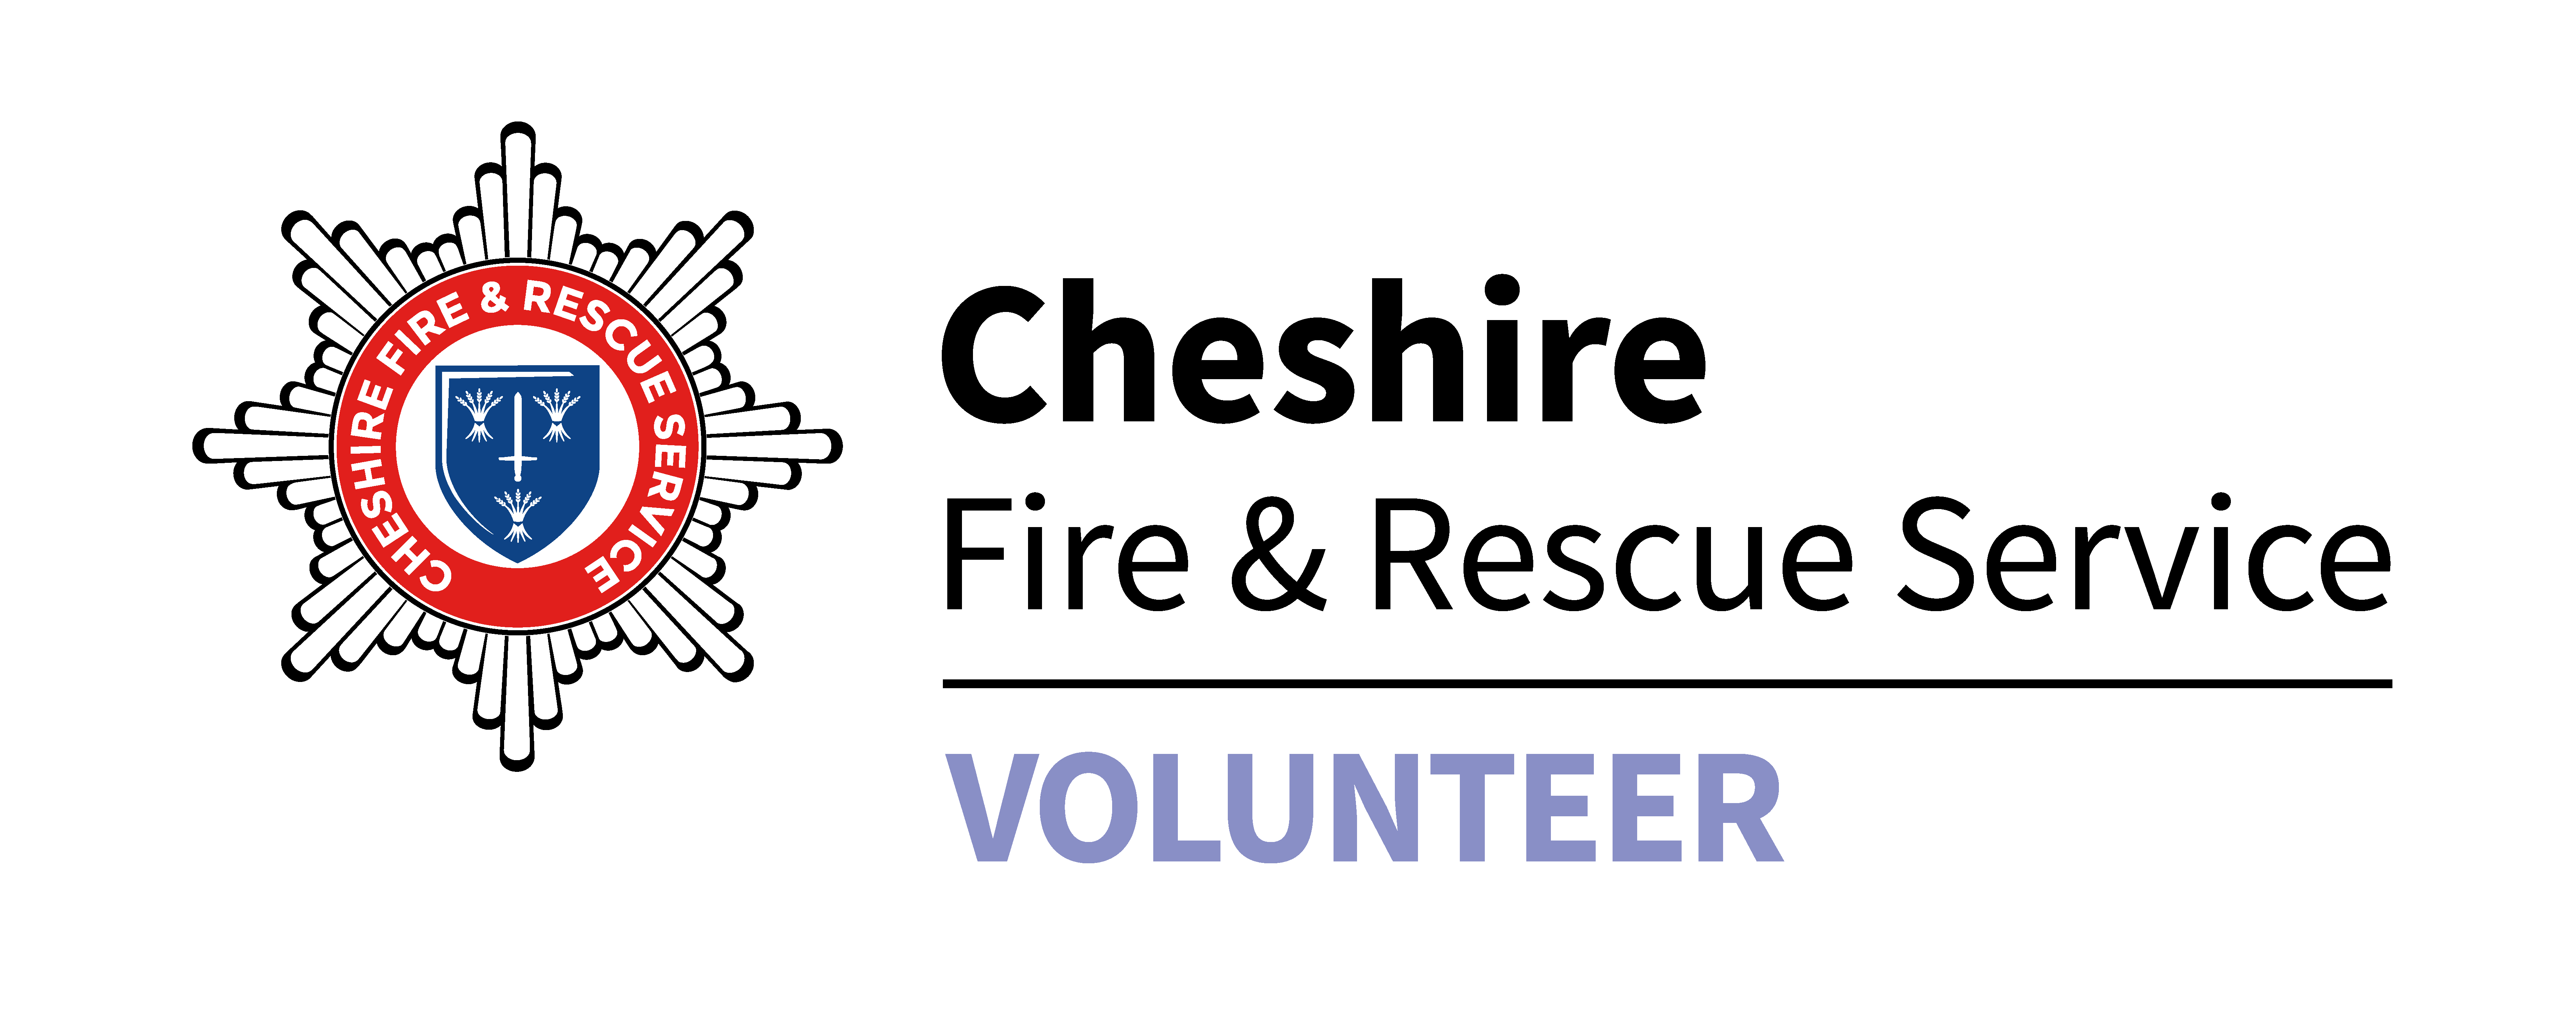 CHESHIRE FIRE & RESCUE SERVICE
Cheshire
Fire & Rescue Service
VOLUNTEER